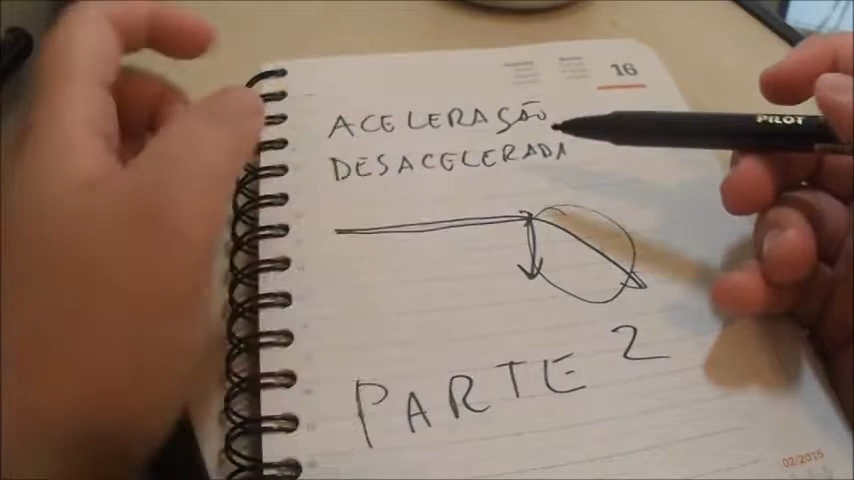 16
ACELERAÇÃO
DESACELERADA
PILOT
PARTE 2
02/2015